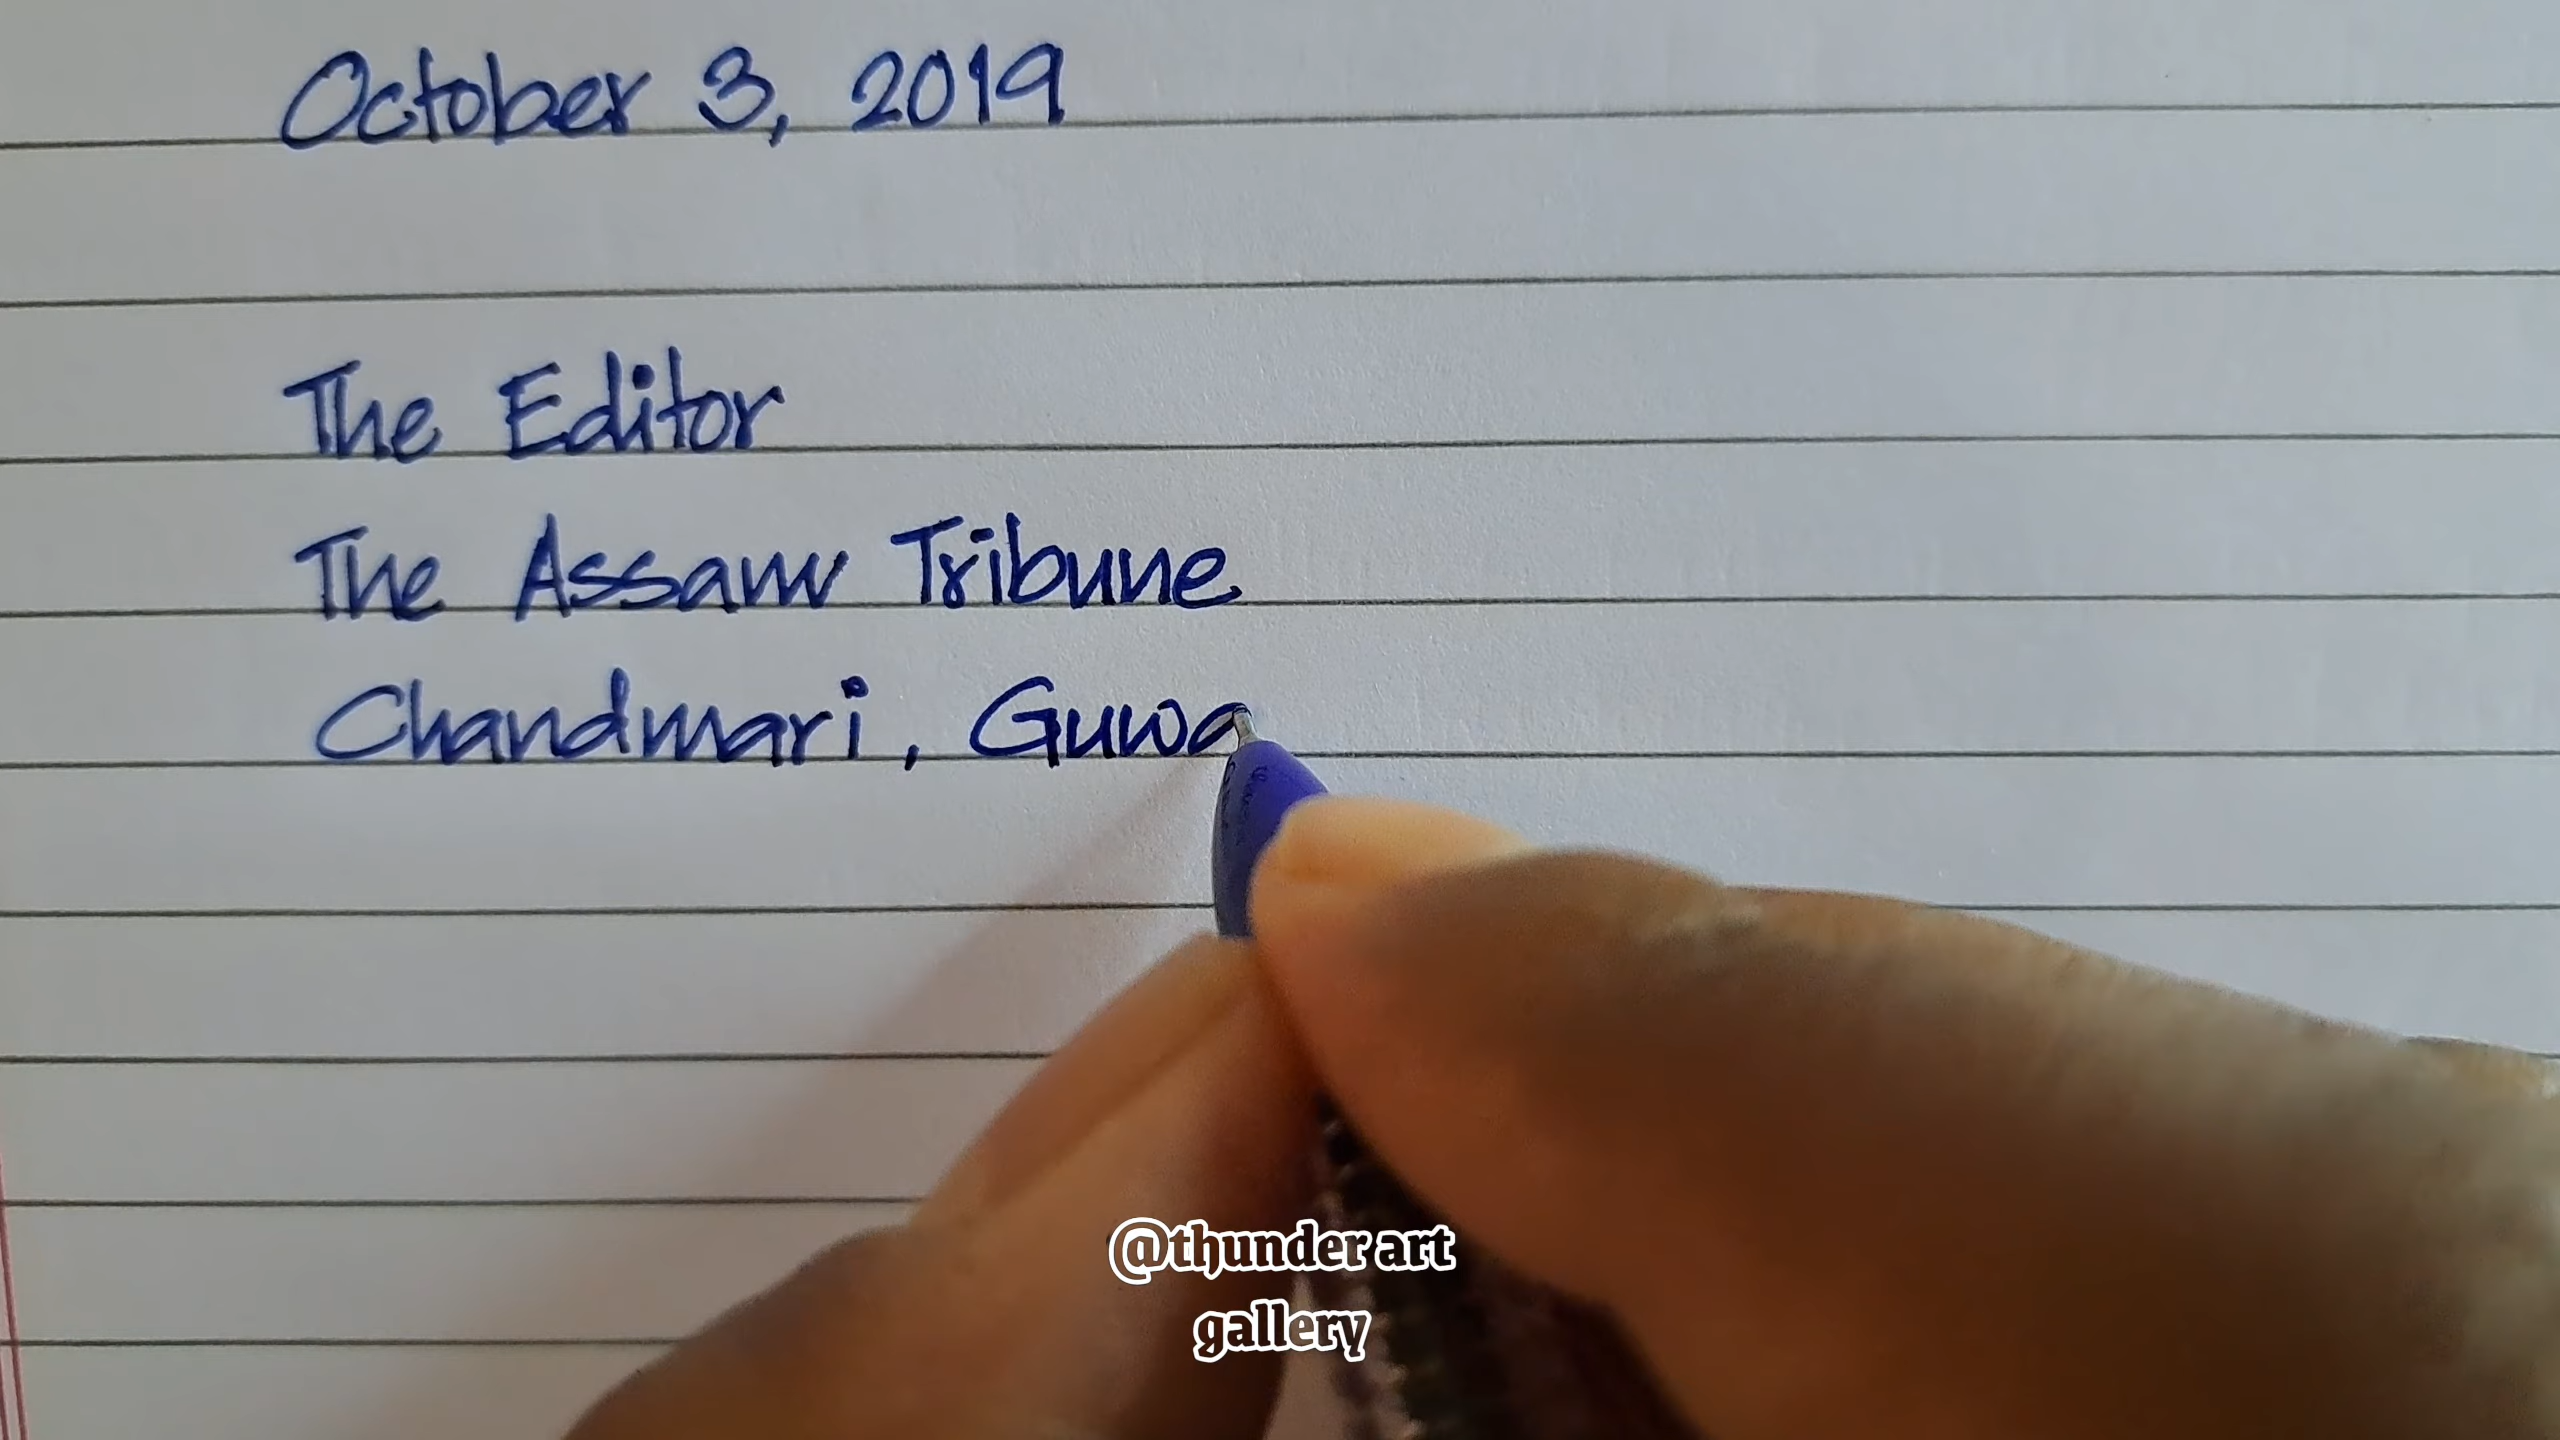 October 3, 2019
The Editor
The Assam Tribune
Chandmari, Guwa
@thunder art
gallery